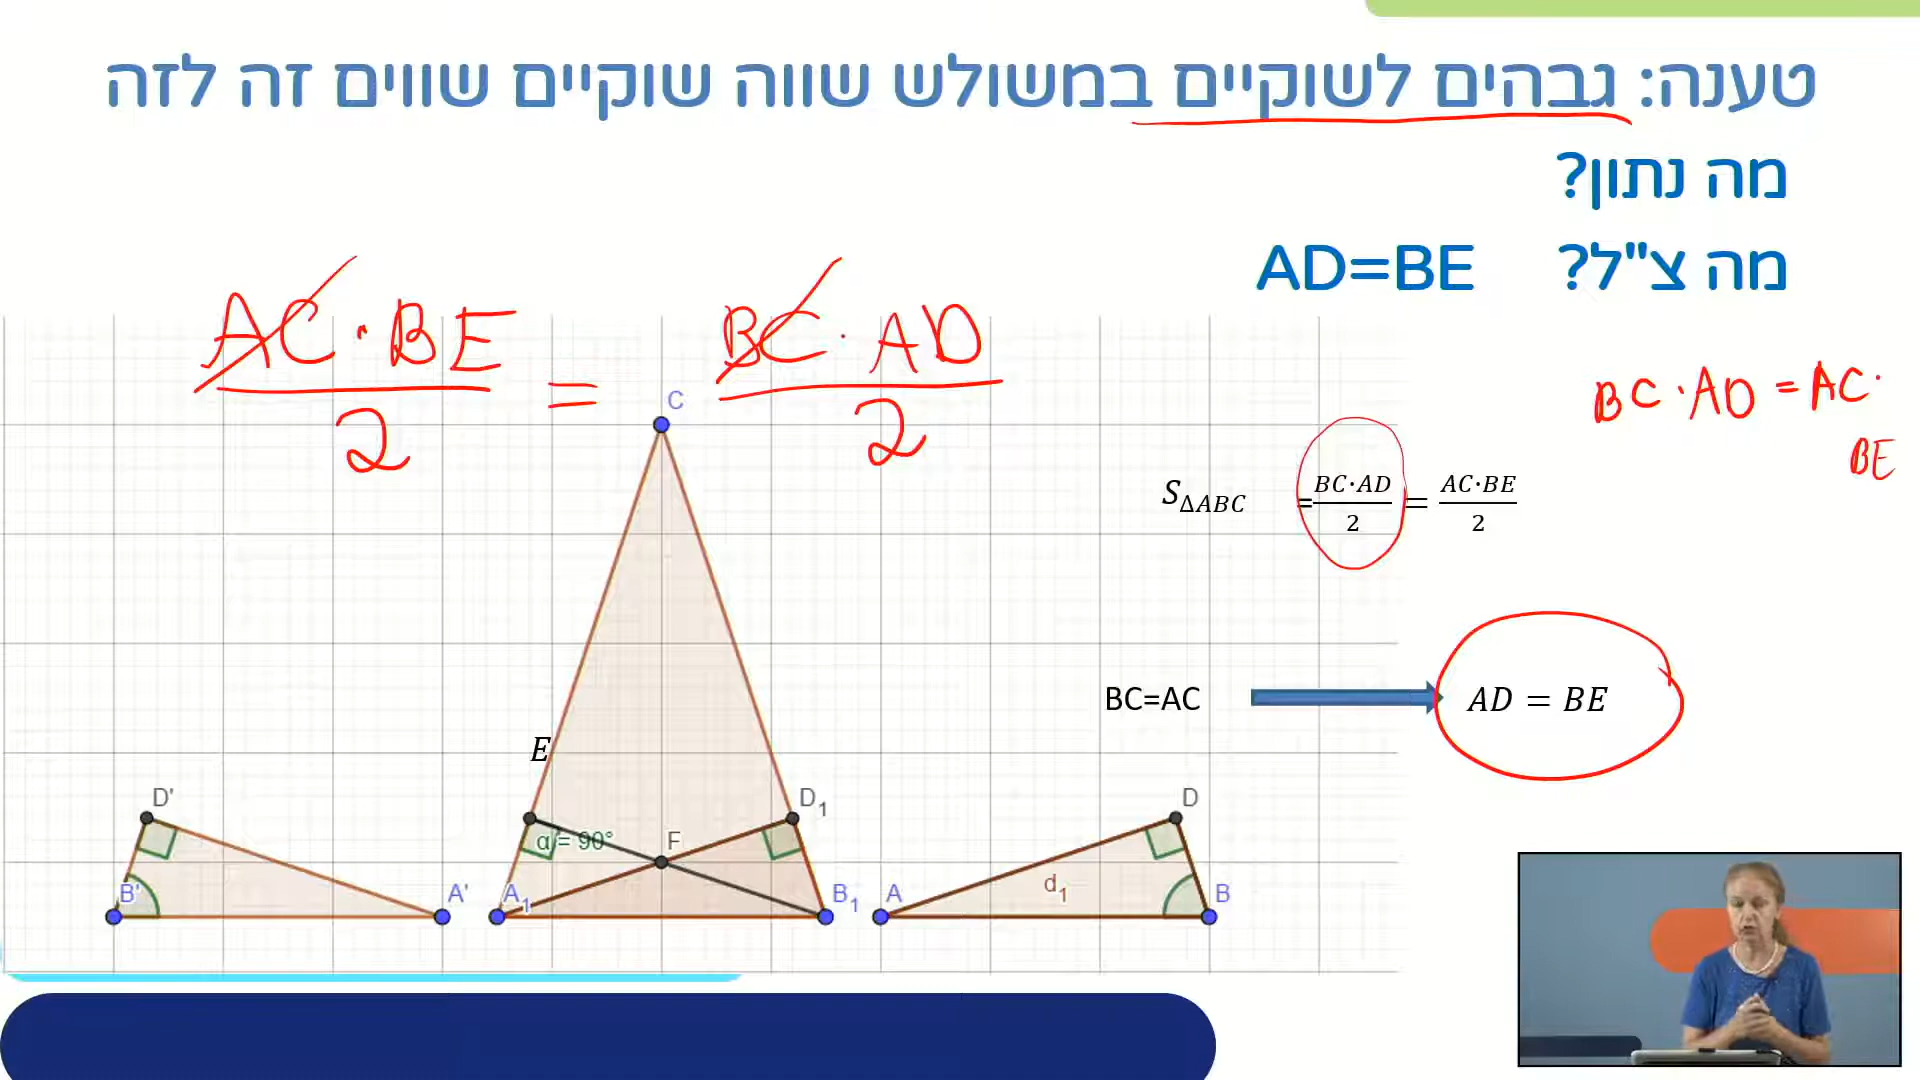 טענה: גבהים לשוקיים במשולש שווה שוקיים שווים זה לזה
מה נתון?
מה צ"ל? AD=BE
AC · BE / 2 = BC · AD / 2
BC · AD = AC ·
BE
S△ABC = BC·AD / 2 = AC·BE / 2
BC=AC
AD = BE
C
E
D'
D₁
D
α = 90°
F
d₁
B'
A'
A₁
B₁
A
B